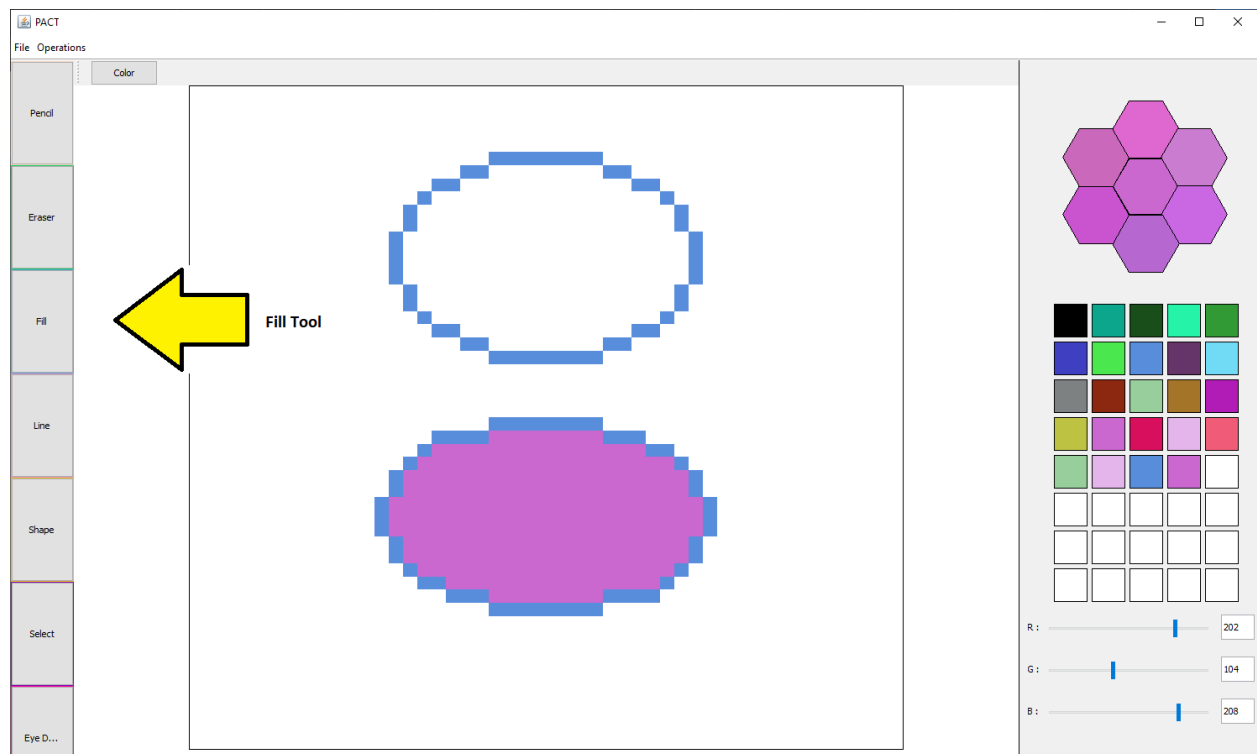 PACT
File Operations
Color
Pencil
Eraser
Fill
Fill Tool
Line
Shape
Select
Eye D...
R :
202
G :
104
B :
208